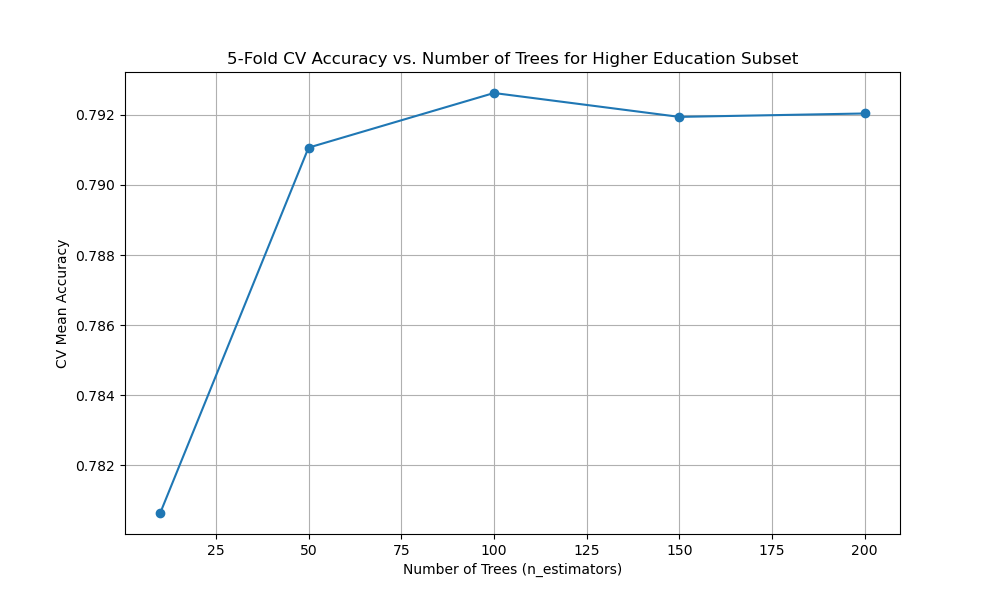 5-Fold CV Accuracy vs. Number of Trees for Higher Education Subset
CV Mean Accuracy
0.792
0.790
0.788
0.786
0.784
0.782
25 50 75 100 125 150 175 200
Number of Trees (n_estimators)